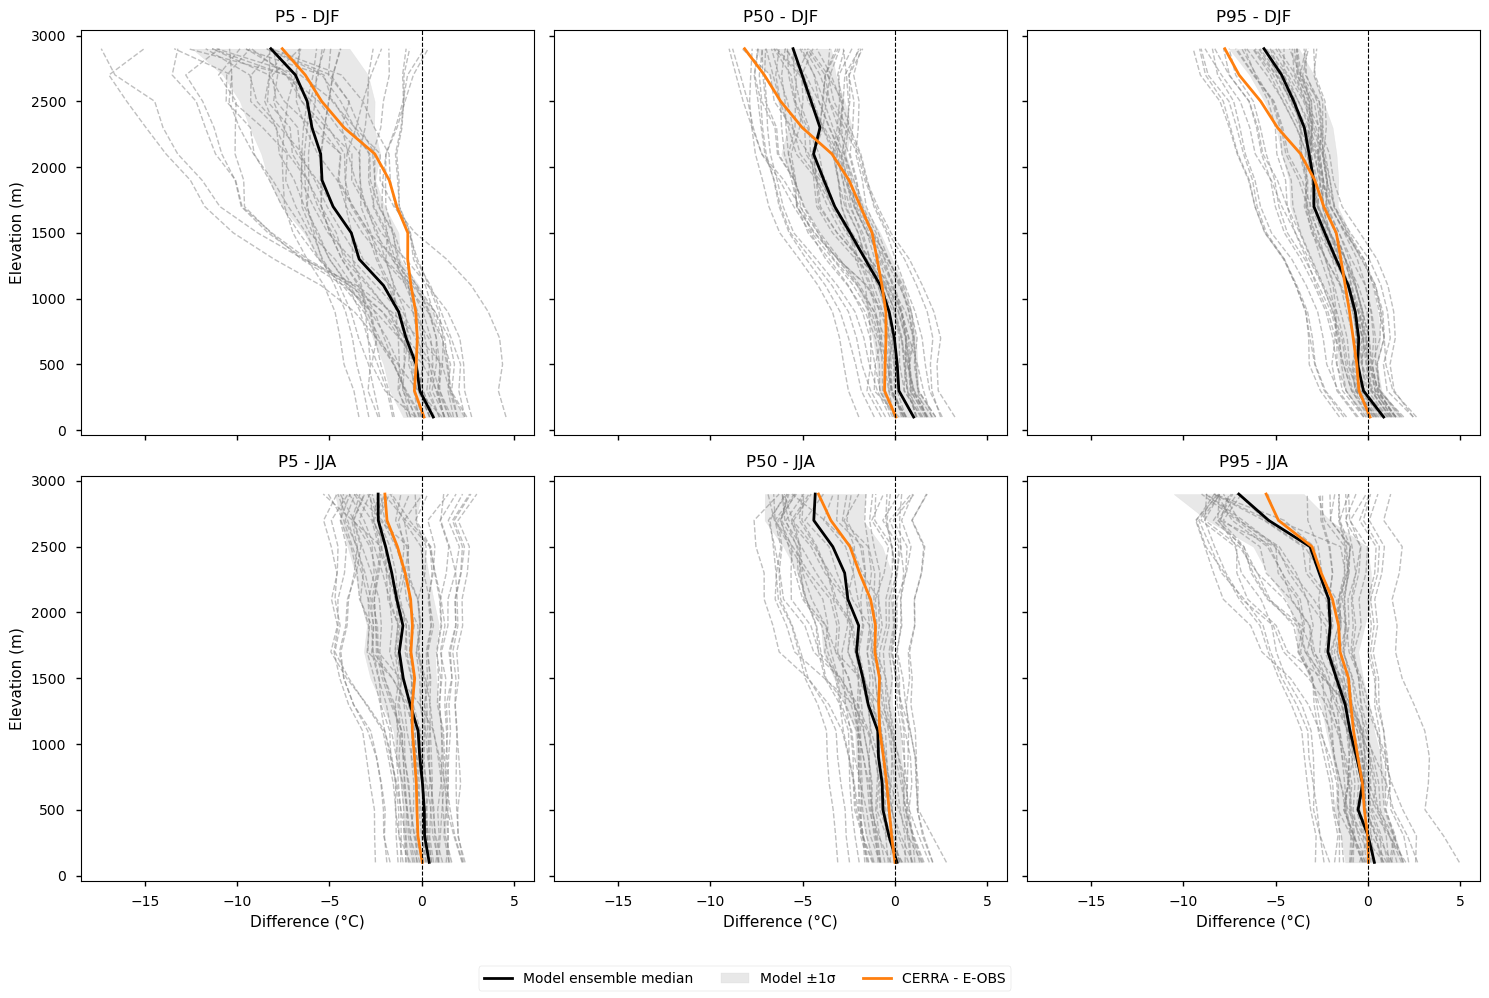 P5 - DJF
P50 - DJF
P95 - DJF
3000
2500
2000
1500
1000
500
0
Elevation (m)
P5 - JJA
P50 - JJA
P95 - JJA
3000
2500
2000
1500
1000
500
0
Elevation (m)
−15 −10 −5 0 5
−15 −10 −5 0 5
−15 −10 −5 0 5
Difference (°C)
Difference (°C)
Difference (°C)
Model ensemble median
Model ±1σ
CERRA - E-OBS